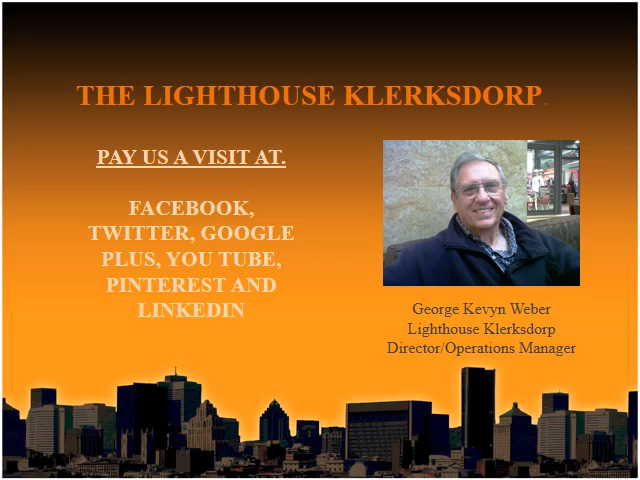 THE LIGHTHOUSE KLERKSDORP.
PAY US A VISIT AT.
FACEBOOK,
TWITTER, GOOGLE
PLUS, YOU TUBE,
PINTEREST AND
LINKEDIN
George Kevyn Weber
Lighthouse Klerksdorp
Director/Operations Manager